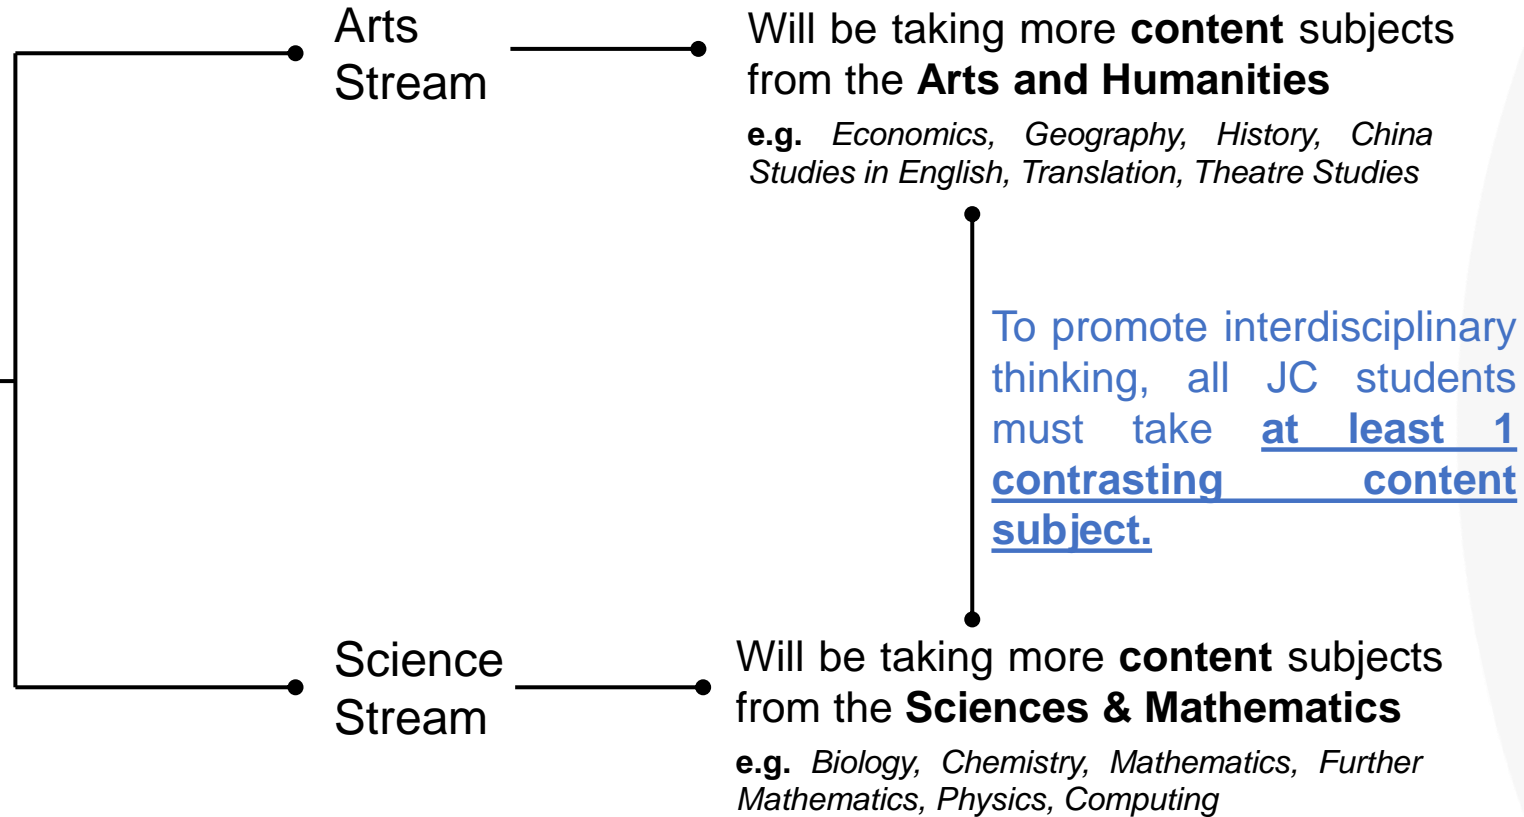 Arts
Stream
Will be taking more content subjects
from the Arts and Humanities
e.g. Economics, Geography, History, China
Studies in English, Translation, Theatre Studies
To promote interdisciplinary
thinking, all JC students
must take at least 1
contrasting content
subject.
Science
Stream
Will be taking more content subjects
from the Sciences & Mathematics
e.g. Biology, Chemistry, Mathematics, Further
Mathematics, Physics, Computing